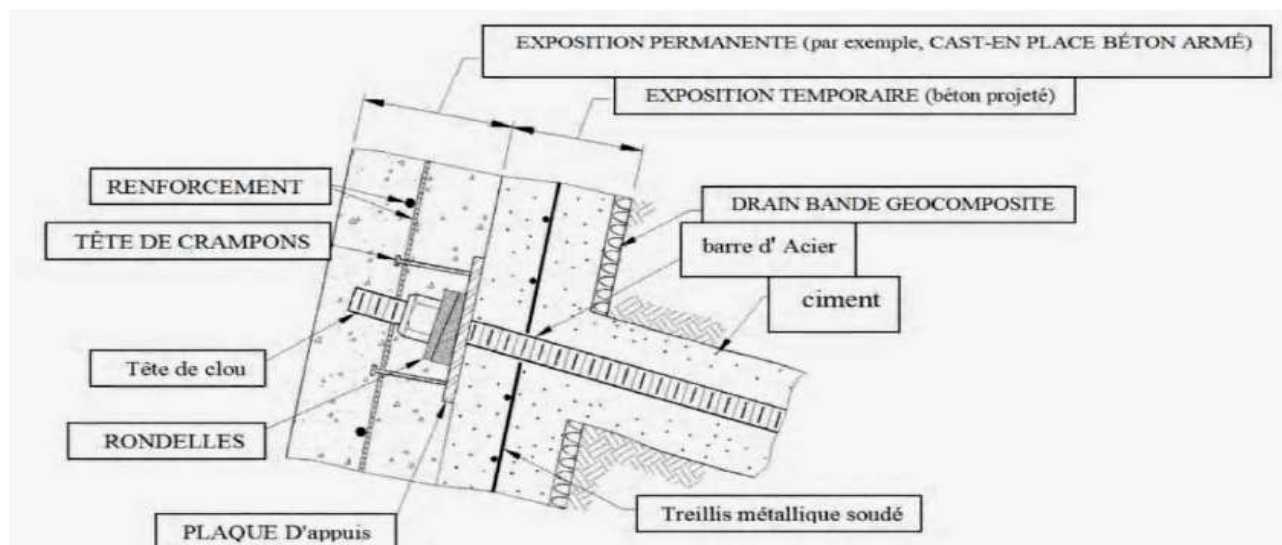 EXPOSITION PERMANENTE (par exemple, CAST-EN PLACE BÉTON ARMÉ)
EXPOSITION TEMPORAIRE (béton projeté)
RENFORCEMENT
DRAIN BANDE GEOCOMPOSITE
TÊTE DE CRAMPONS
barre d' Acier
ciment
Tête de clou
RONDELLES
Treillis métallique soudé
PLAQUE D'appuis